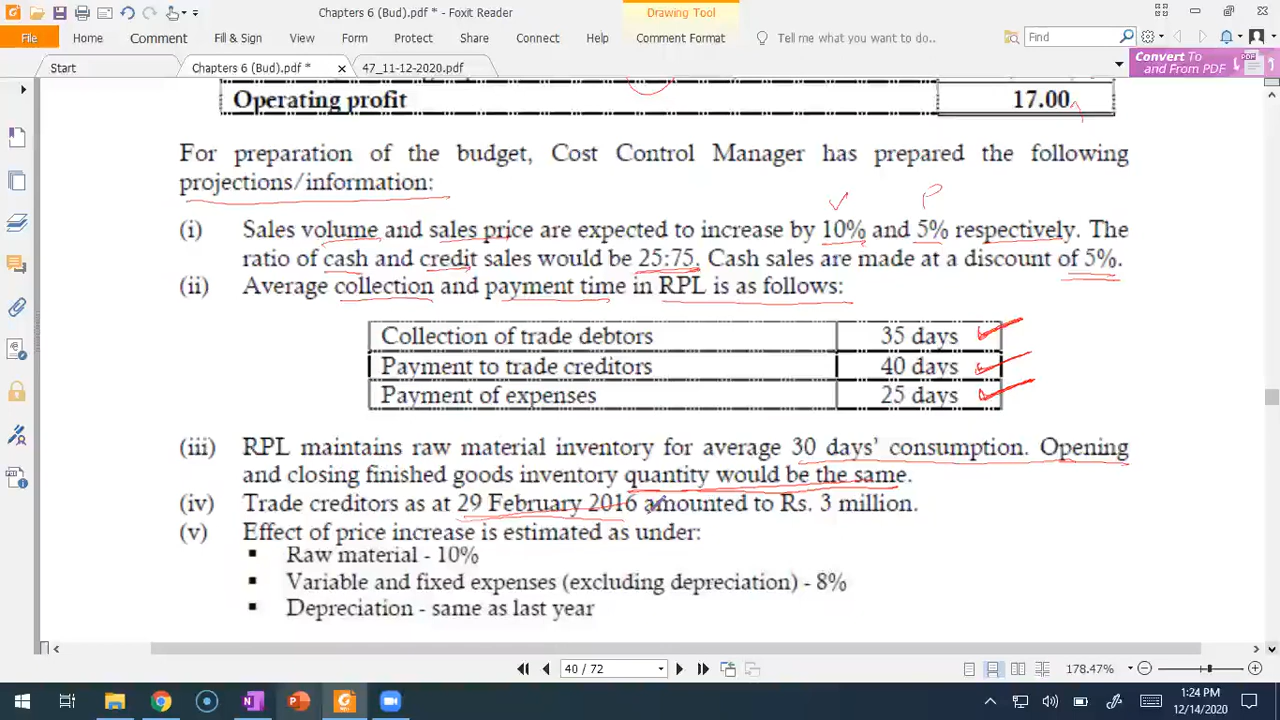 Chapters 6 (Bud).pdf * - Foxit Reader
Drawing Tool
File
Home
Comment
Fill & Sign
View
Form
Protect
Share
Connect
Help
Comment Format
Tell me what you want to do..
Find
Start
Chapters 6 (Bud).pdf *
47_11-12-2020.pdf
Convert To
and From PDF
Operating profit 17.00
For preparation of the budget, Cost Control Manager has prepared the following
projections/information:
V P
(i) Sales volume and sales price are expected to increase by 10% and 5% respectively. The
ratio of cash and credit sales would be 25:75. Cash sales are made at a discount of 5%.
(ii) Average collection and payment time in RPL is as follows:
Collection of trade debtors 35 days
Payment to trade creditors 40 days
Payment of expenses 25 days
(iii) RPL maintains raw material inventory for average 30 days' consumption. Opening
and closing finished goods inventory quantity would be the same.
(iv) Trade creditors as at 29 February 2016 amounted to Rs. 3 million.
(v) Effect of price increase is estimated as under:
▪ Raw material - 10%
▪ Variable and fixed expenses (excluding depreciation) - 8%
▪ Depreciation - same as last year
40 / 72
178.47%
1:24 PM
12/14/2020